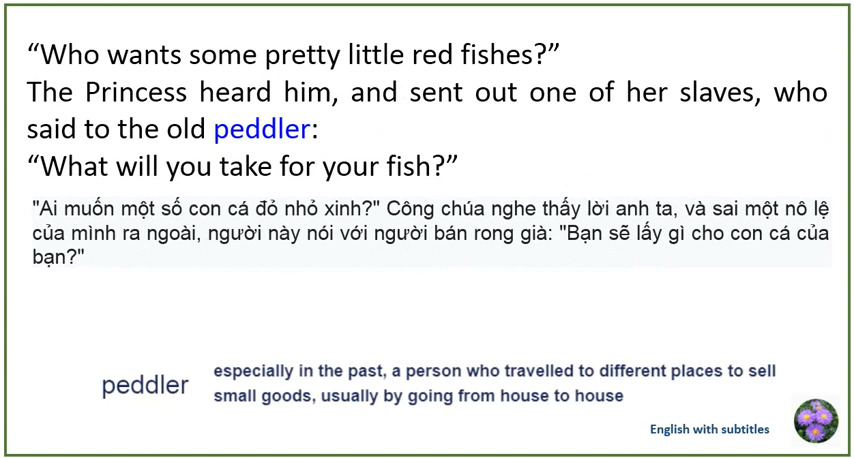 “Who wants some pretty little red fishes?”
The Princess heard him, and sent out one of her slaves, who
said to the old peddler:
“What will you take for your fish?”
"Ai muốn một số con cá đỏ nhỏ xinh?" Công chúa nghe thấy lời anh ta, và sai một nô lệ
của mình ra ngoài, người này nói với người bán rong già: "Bạn sẽ lấy gì cho con cá của
bạn?"
peddler
especially in the past, a person who travelled to different places to sell
small goods, usually by going from house to house
English with subtitles